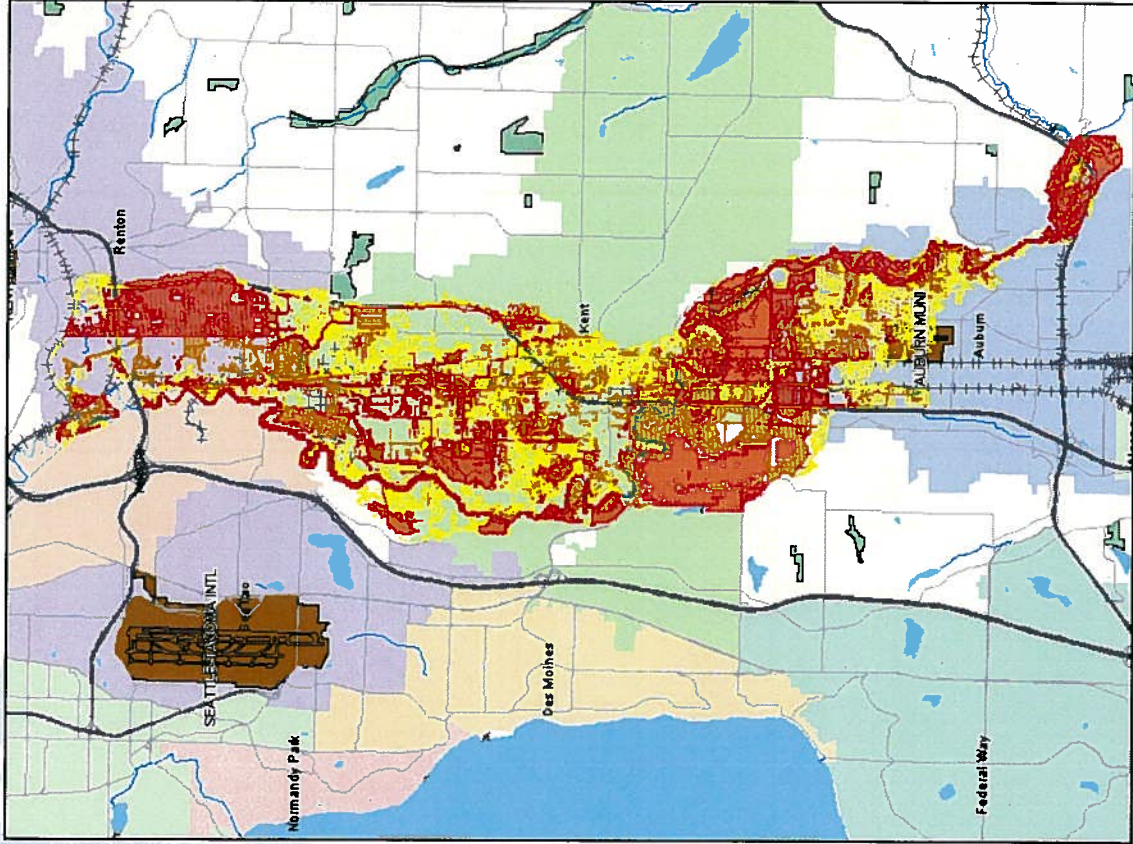 Renton
Kent
AUBURN MUNI
Auburn
SEATTLE-TACOMA INTL
Des Moines
Normandy Park
Federal Way